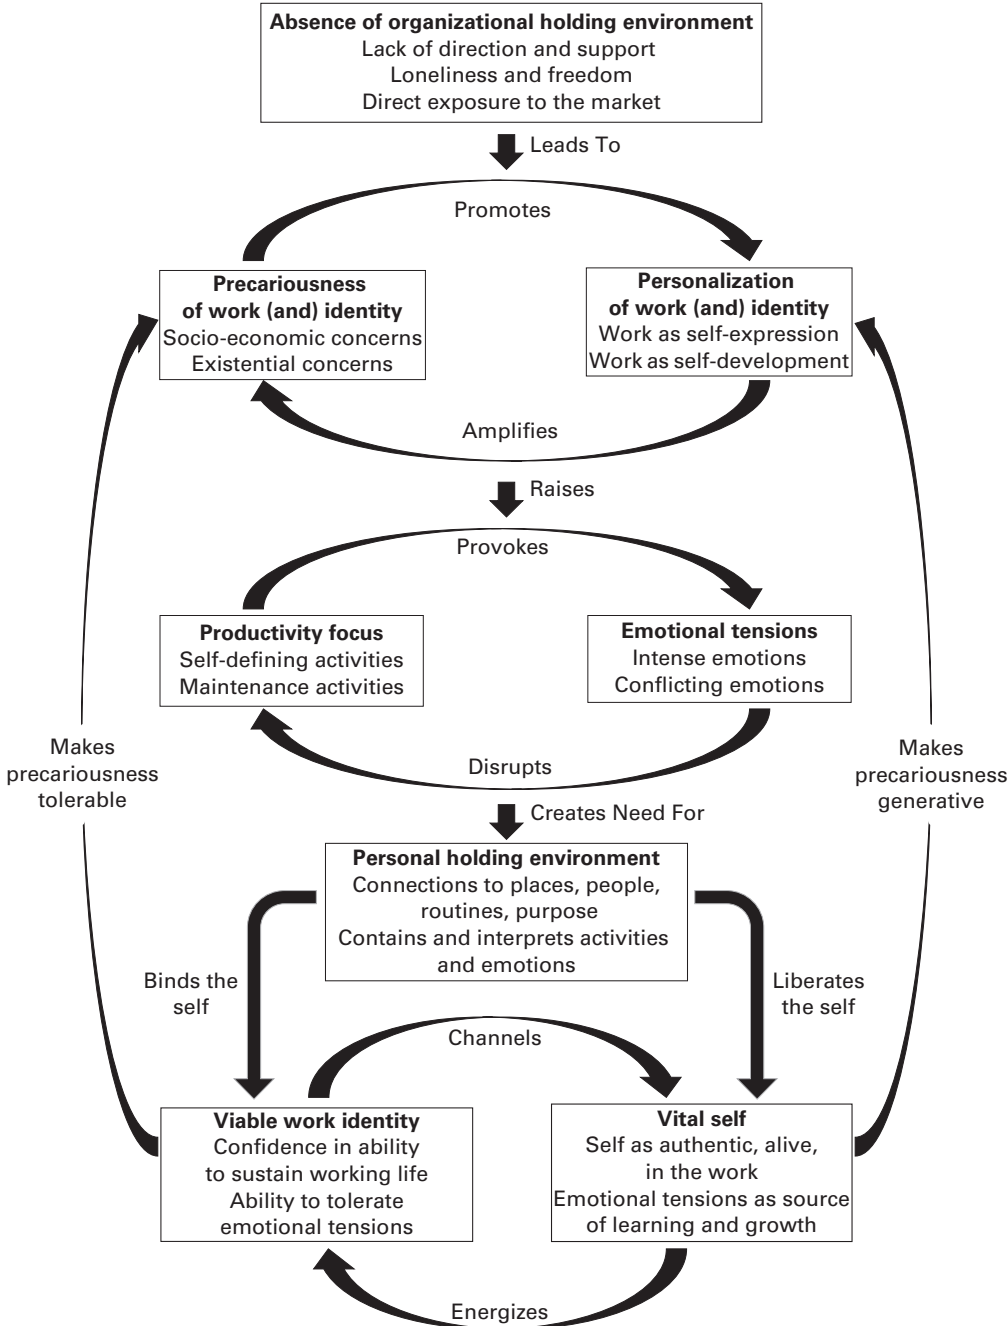 Absence of organizational holding environment
Lack of direction and support
Loneliness and freedom
Direct exposure to the market
Leads To
Promotes
Precariousness
of work (and) identity
Socio-economic concerns
Existential concerns
Personalization
of work (and) identity
Work as self-expression
Work as self-development
Amplifies
Raises
Provokes
Productivity focus
Self-defining activities
Maintenance activities
Emotional tensions
Intense emotions
Conflicting emotions
Makes
precariousness
tolerable
Makes
precariousness
generative
Disrupts
Creates Need For
Personal holding environment
Connections to places, people,
routines, purpose
Contains and interprets activities
and emotions
Binds the
self
Liberates
the self
Channels
Viable work identity
Confidence in ability
to sustain working life
Ability to tolerate
emotional tensions
Vital self
Self as authentic, alive,
in the work
Emotional tensions as source
of learning and growth
Energizes